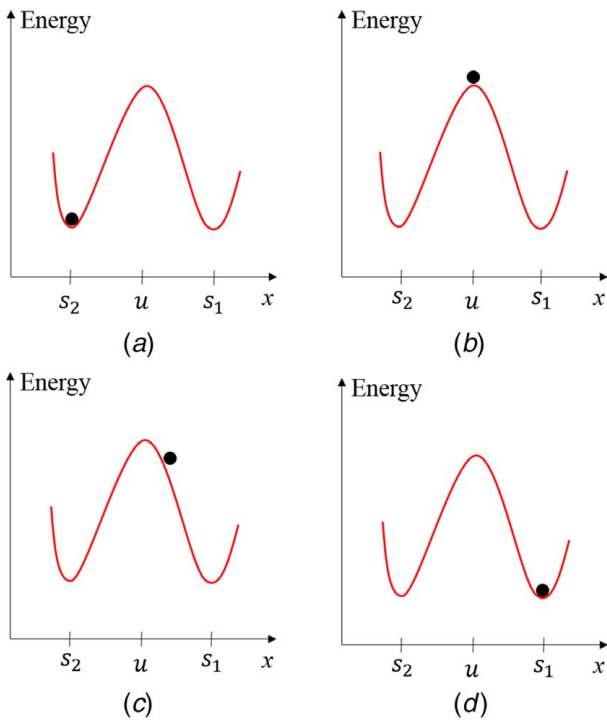 Energy
s₂ u s₁ x
(a)
Energy
s₂ u s₁ x
(b)
Energy
s₂ u s₁ x
(c)
Energy
s₂ u s₁ x
(d)